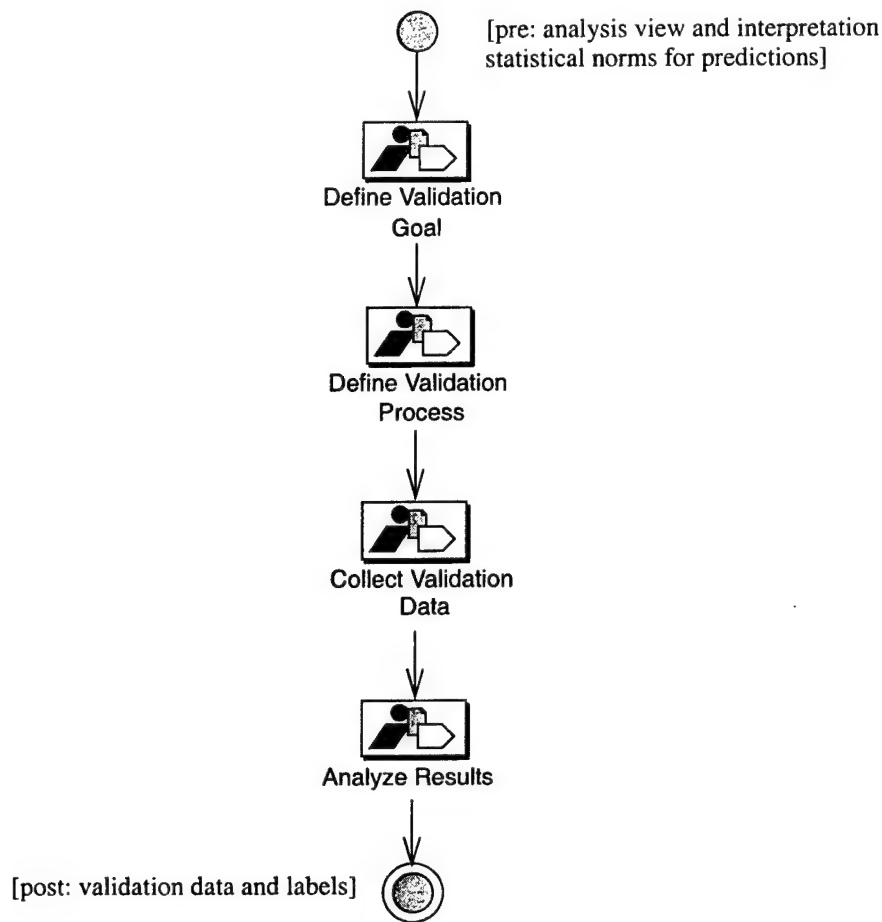 [pre: analysis view and interpretation
statistical norms for predictions]
Define Validation
Goal
Define Validation
Process
Collect Validation
Data
Analyze Results
[post: validation data and labels]